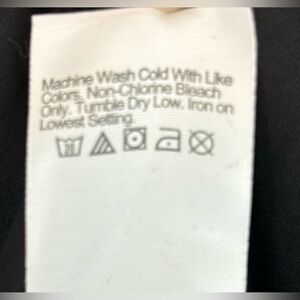 Machine Wash Cold With Like
Colors. Non-Chlorine Bleach
Only. Tumble Dry Low. Iron on
Lowest Setting.